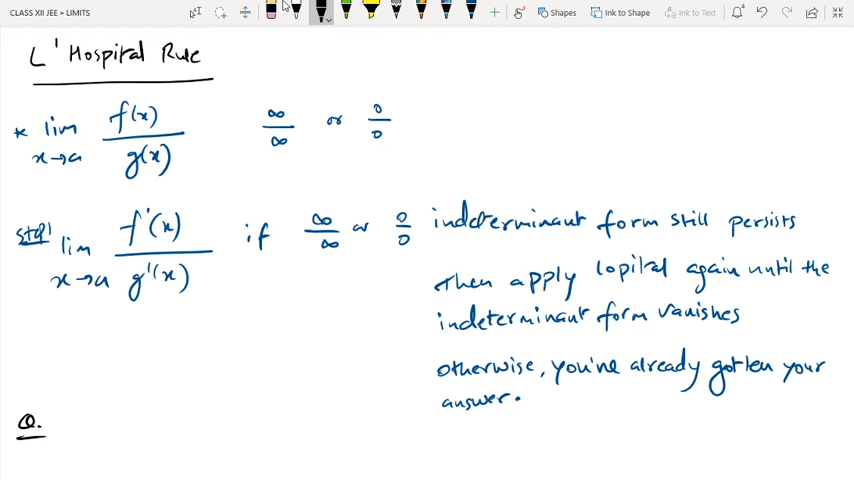 CLASS XII JEE » LIMITS
Shapes
Ink to Shape
Ink to Text
L' Hospital Rule
* lim x→a f(x)/g(x) ∞/∞ or 0/0
Step1 lim x→a f'(x)/g'(x) if ∞/∞ or 0/0 indeterminant form still persists
then apply lopital again until the
indeterminant form vanishes
otherwise, you've already gotten your
answer.
Q.